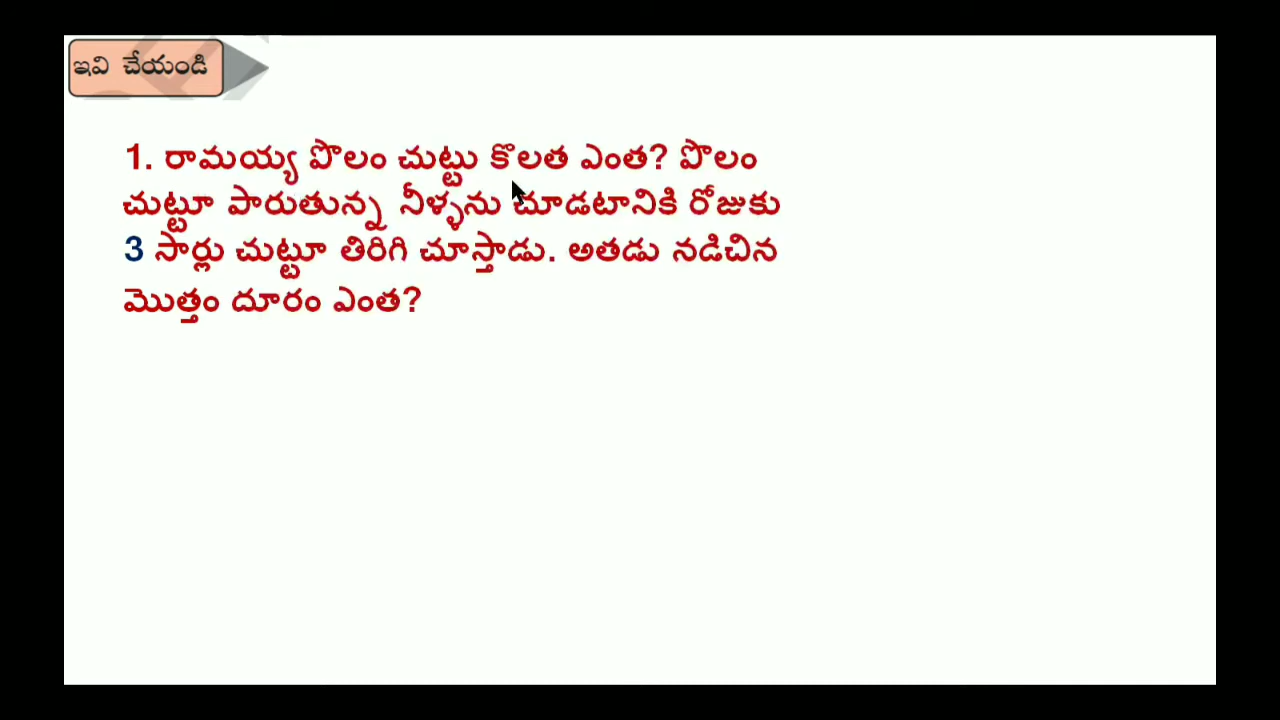 ఇవి చేయండి
1. రామయ్య పొలం చుట్టు కొలత ఎంత? పొలం
చుట్టూ పారుతున్న నీళ్ళను చూడటానికి రోజుకు
3 సార్లు చుట్టూ తిరిగి చూస్తాడు. అతడు నడిచిన
మొత్తం దూరం ఎంత?